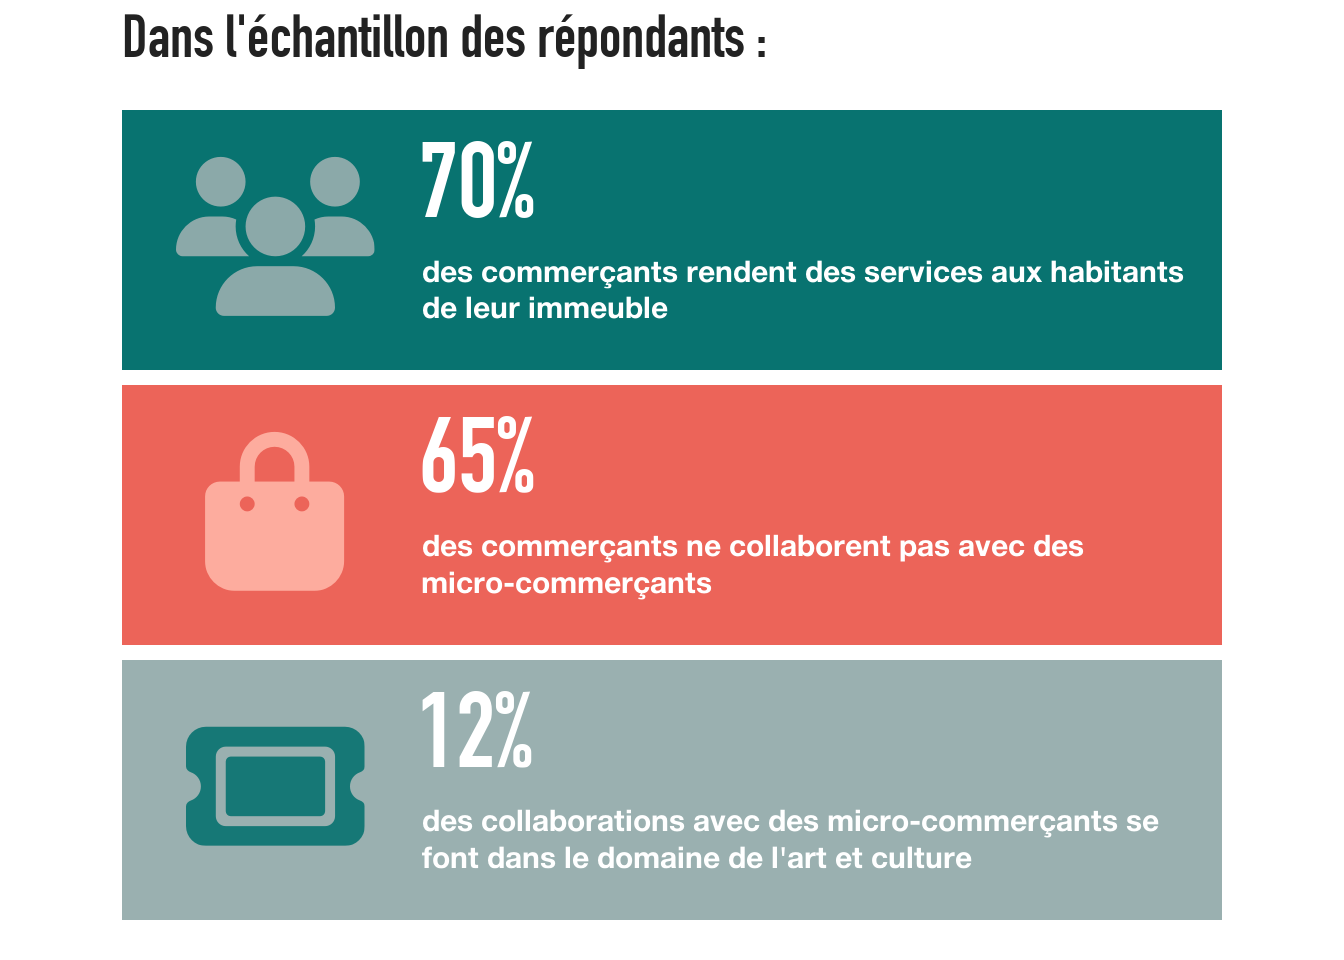 Dans l'échantillon des répondants :
70%
des commerçants rendent des services aux habitants
de leur immeuble
65%
des commerçants ne collaborent pas avec des
micro-commerçants
12%
des collaborations avec des micro-commerçants se
font dans le domaine de l'art et culture